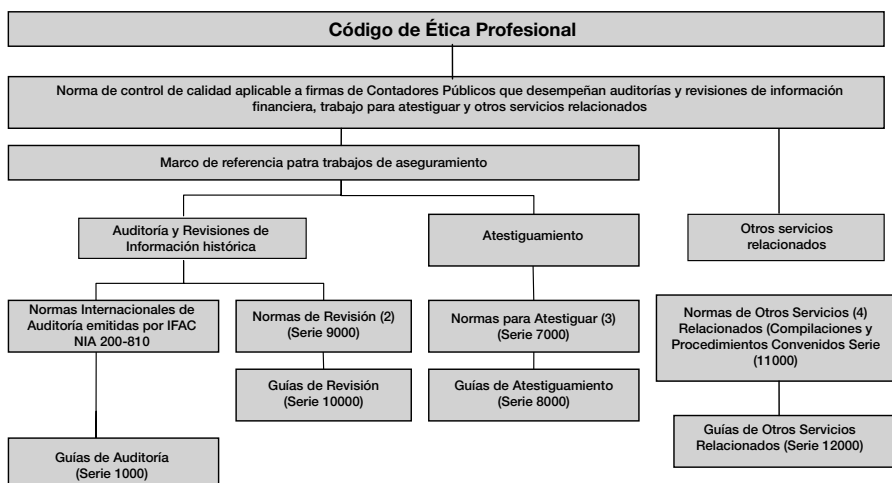 Código de Ética Profesional
Norma de control de calidad aplicable a firmas de Contadores Públicos que desempeñan auditorías y revisiones de información
financiera, trabajo para atestiguar y otros servicios relacionados
Marco de referencia patra trabajos de aseguramiento
Auditoría y Revisiones de
Información histórica
Atestiguamiento
Otros servicios
relacionados
Normas Internacionales de
Auditoría emitidas por IFAC
NIA 200-810
Normas de Revisión (2)
(Serie 9000)
Normas para Atestiguar (3)
(Serie 7000)
Normas de Otros Servicios (4)
Relacionados (Compilaciones y
Procedimientos Convenidos Serie
(11000)
Guías de Revisión
(Serie 10000)
Guías de Atestiguamiento
(Serie 8000)
Guías de Auditoría
(Serie 1000)
Guías de Otros Servicios
Relacionados (Serie 12000)